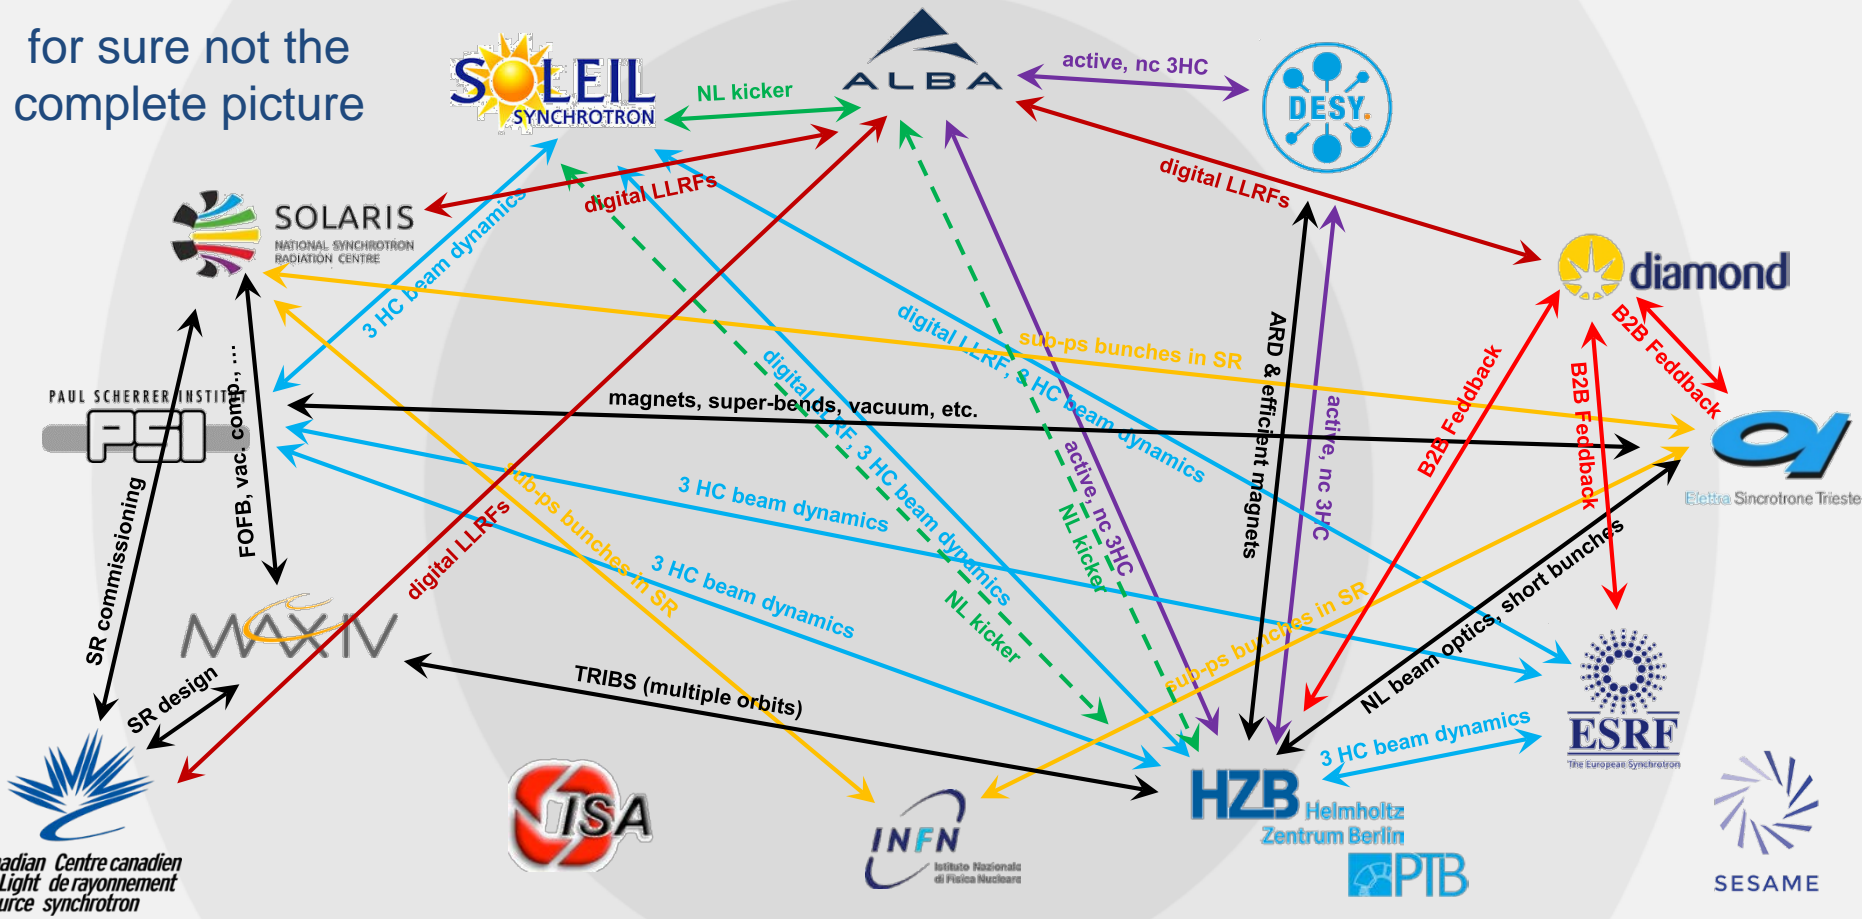 for sure not the
complete picture
SOLEIL
SYNCHROTRON
ALBA
DESY.
NL kicker
active, nc 3HC
digital LLRFs
digital LLRFs
SOLARIS
NATIONAL SYNCHROTRON
RADIATION CENTRE
3 HC beam dynamics
diamond
B2B Feddback
B2B Feddback
B2B Feddback
sub-ps bunches in SR
digital LLRF, 3 HC beam dynamics
digital LLRF, 3 HC beam dynamics
ARD & efficient magnets
active, nc 3HC
active, nc 3HC
PAUL SCHERRER INSTITUT
PSI
magnets, super-bends, vacuum, etc.
FOFB, vac. comp., ...
SR commissioning
Elettra Sincrotrone Trieste
3 HC beam dynamics
3 HC beam dynamics
digital LLRFs
sub-ps bunches in SR
NL kicker
NL kicker
sub-ps bunches in SR
NL beam optics, short bunches
MAX IV
SR design
TRIBS (multiple orbits)
3 HC beam dynamics
ESRF
The European Synchrotron
ISA
INFN
Istituto Nazionale
di Fisica Nucleare
HZB Helmholtz
Zentrum Berlin
PTB
SESAME
adian Centre canadien
Light de rayonnement
urce synchrotron